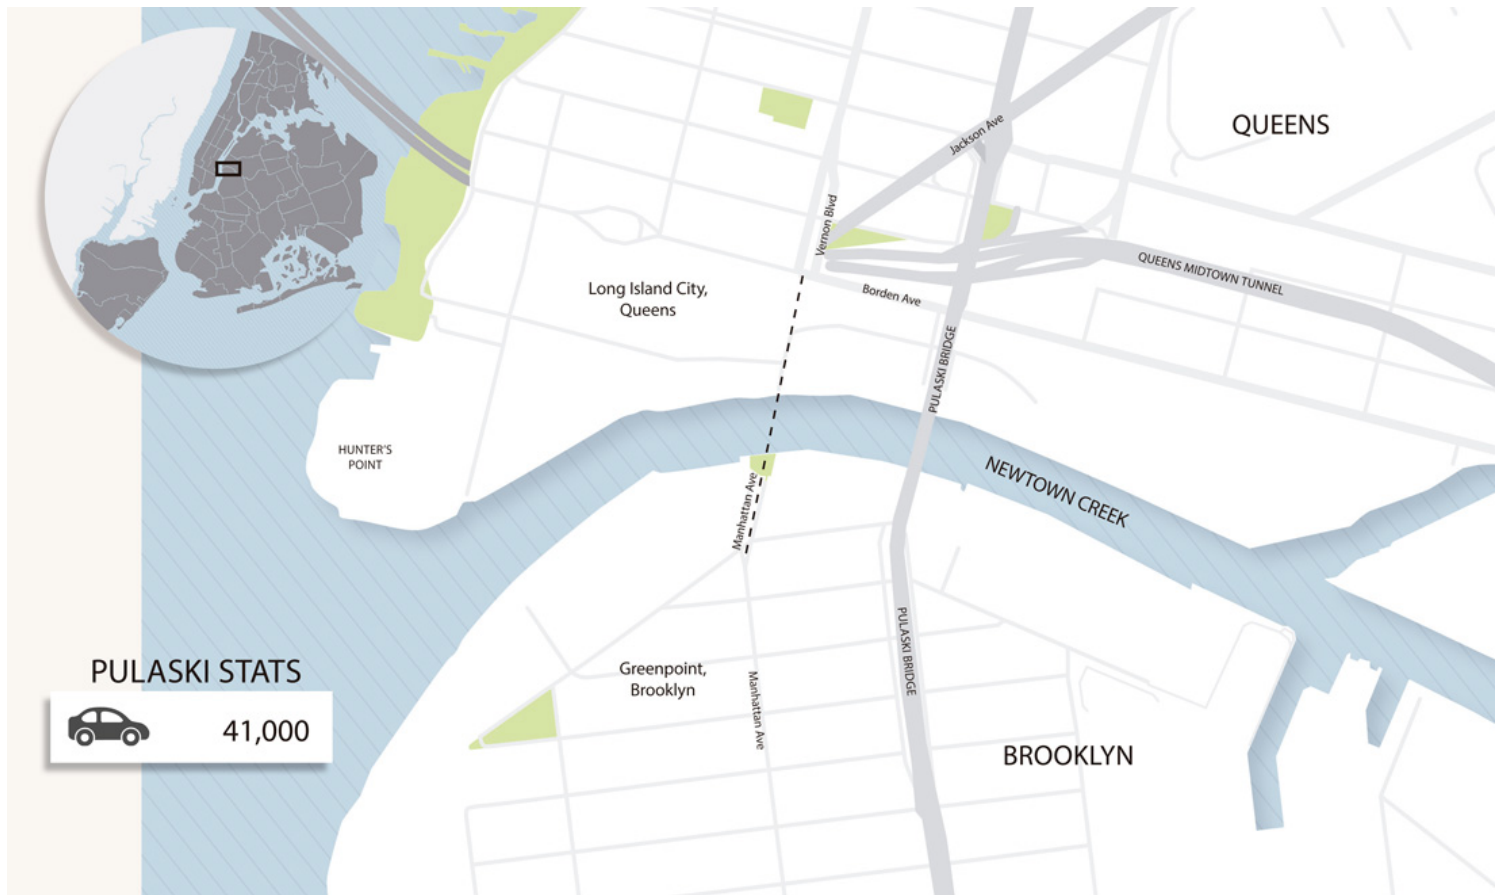 QUEENS
Jackson Ave
Vernon Blvd
QUEENS MIDTOWN TUNNEL
Long Island City,
Queens
Borden Ave
PULASKI BRIDGE
HUNTER'S
POINT
NEWTOWN CREEK
Manhattan Ave
PULASKI BRIDGE
Greenpoint,
Brooklyn
Manhattan Ave
PULASKI STATS
41,000
BROOKLYN